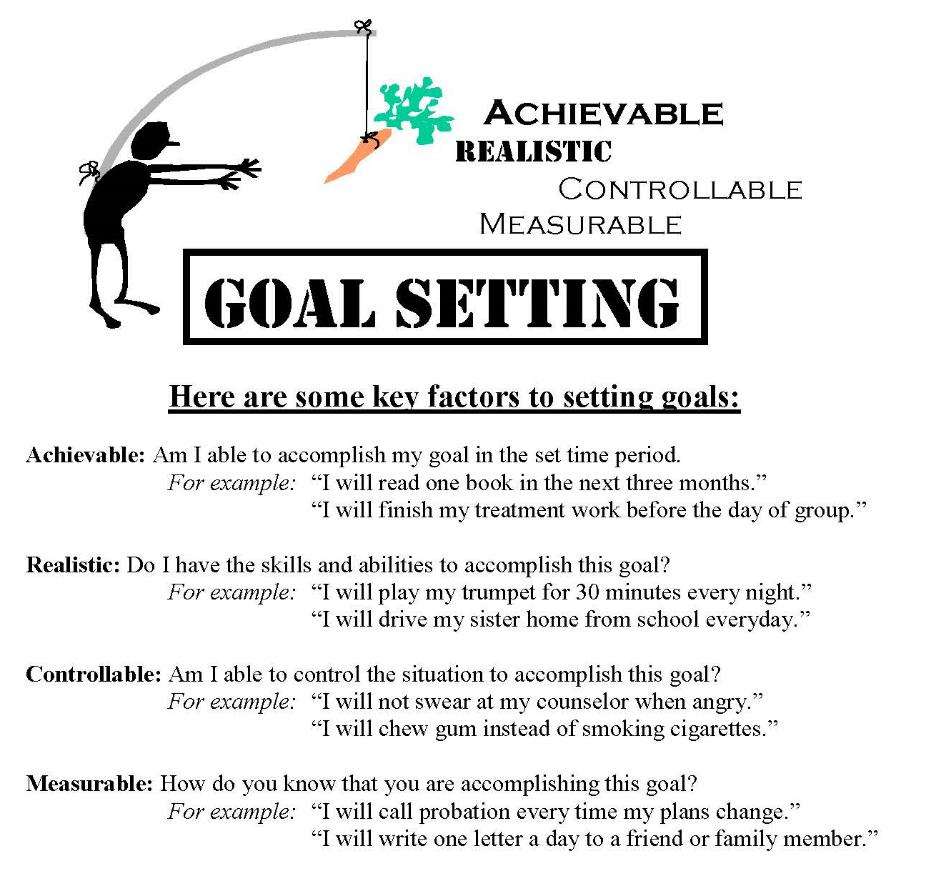 ACHIEVABLE
REALISTIC
CONTROLLABLE
MEASURABLE
GOAL SETTING
Here are some key factors to setting goals:
Achievable: Am I able to accomplish my goal in the set time period.
For example: “I will read one book in the next three months.”
“I will finish my treatment work before the day of group.”
Realistic: Do I have the skills and abilities to accomplish this goal?
For example: “I will play my trumpet for 30 minutes every night.”
“I will drive my sister home from school everyday.”
Controllable: Am I able to control the situation to accomplish this goal?
For example: “I will not swear at my counselor when angry.”
“I will chew gum instead of smoking cigarettes.”
Measurable: How do you know that you are accomplishing this goal?
For example: “I will call probation every time my plans change.”
“I will write one letter a day to a friend or family member.”